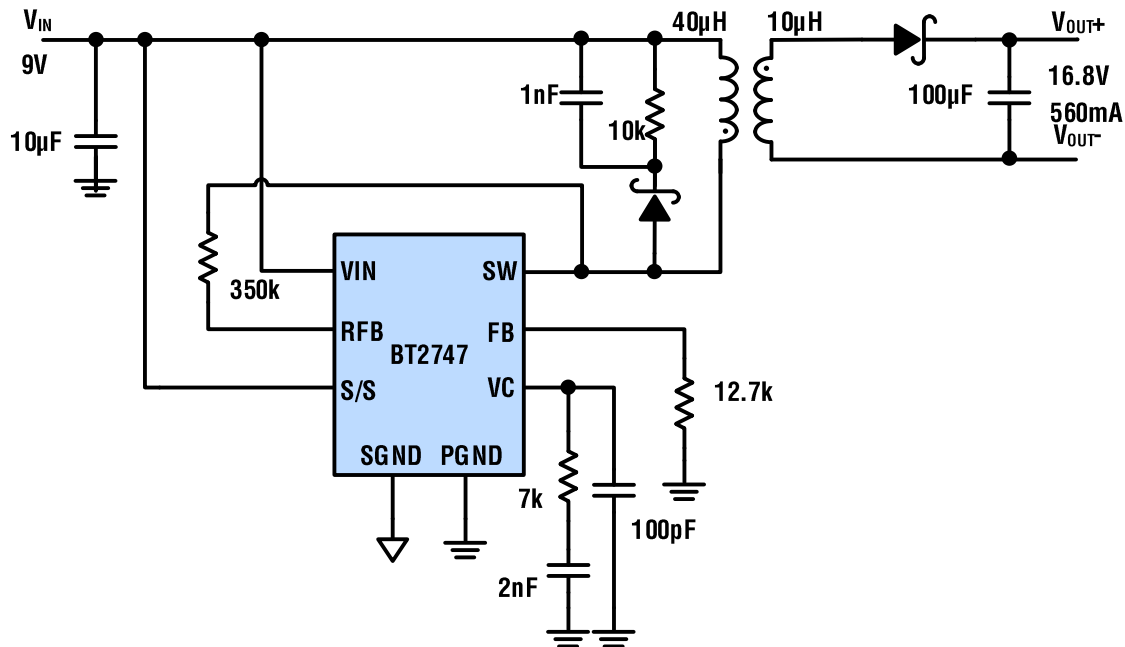 VIN
9V
10µF
40µH
10µH
VOUT+
16.8V
560mA
VOUT-
100µF
1nF
10k
350k
VIN
SW
RFB
FB
BT2747
S/S
VC
12.7k
SGND
PGND
7k
100pF
2nF